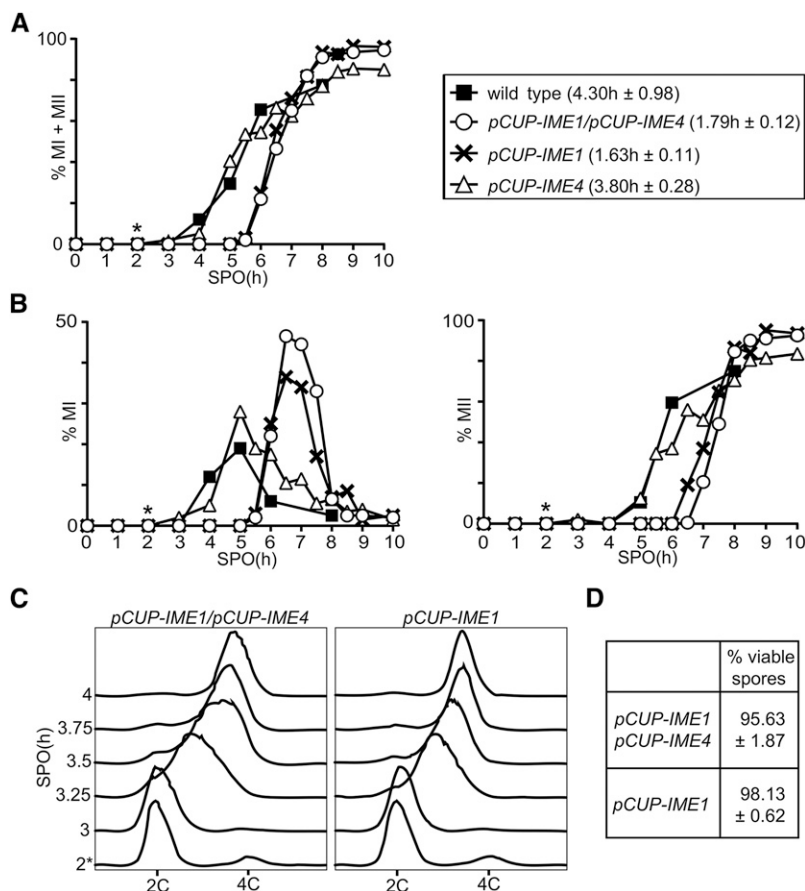 A
100
% MI + MII
0
*
0 1 2 3 4 5 6 7 8 9 10
SPO(h)
wild type (4.30h ± 0.98)
pCUP-IME1/pCUP-IME4 (1.79h ± 0.12)
pCUP-IME1 (1.63h ± 0.11)
pCUP-IME4 (3.80h ± 0.28)
B
50
% MI
0
*
0 1 2 3 4 5 6 7 8 9 10
SPO(h)
100
% MII
0
*
0 1 2 3 4 5 6 7 8 9 10
SPO(h)
C
pCUP-IME1/pCUP-IME4
pCUP-IME1
SPO(h)
4
3.75
3.5
3.25
3
2*
2C 4C
2C 4C
D
% viable
spores
pCUP-IME1
pCUP-IME4
95.63
± 1.87
pCUP-IME1
98.13
± 0.62